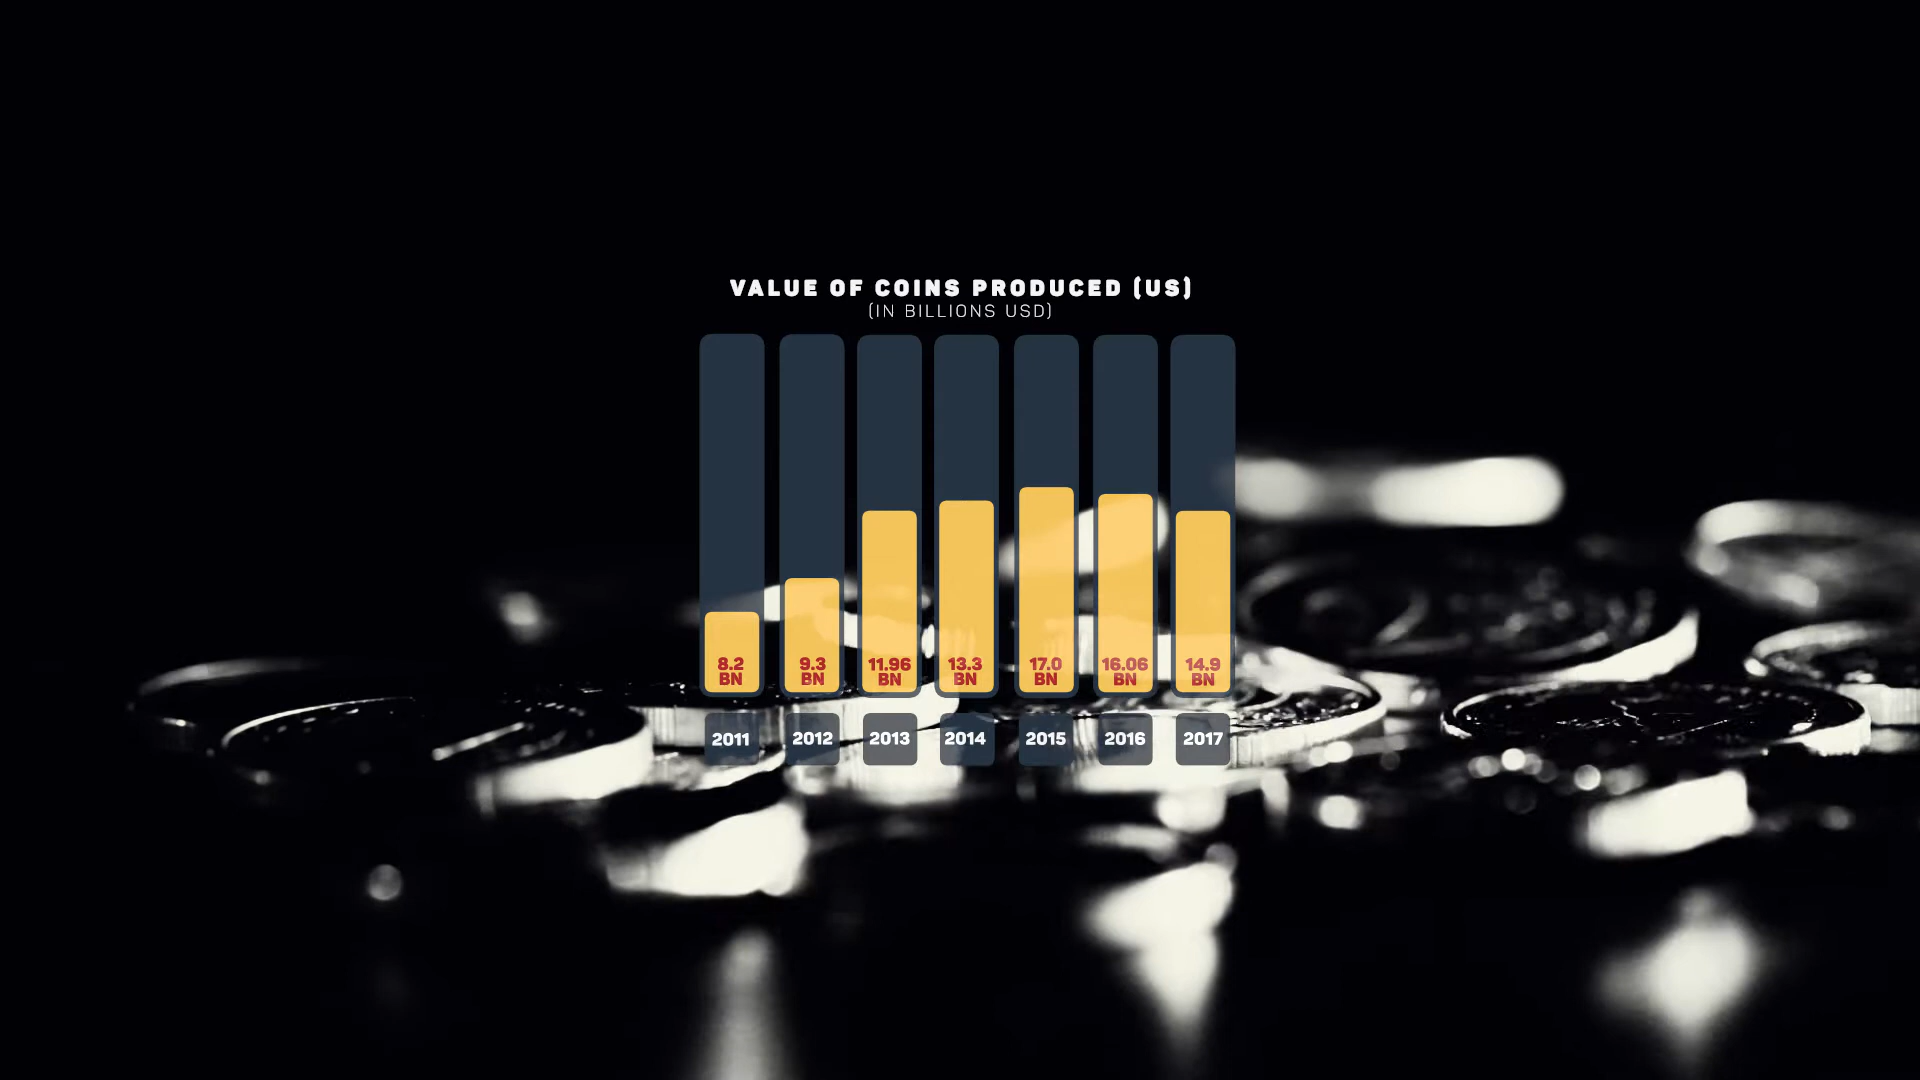 VALUE OF COINS PRODUCED (US)
(IN BILLIONS USD)
8.2 BN
9.3 BN
11.96 BN
13.3 BN
17.0 BN
16.06 BN
14.9 BN
2011 2012 2013 2014 2015 2016 2017